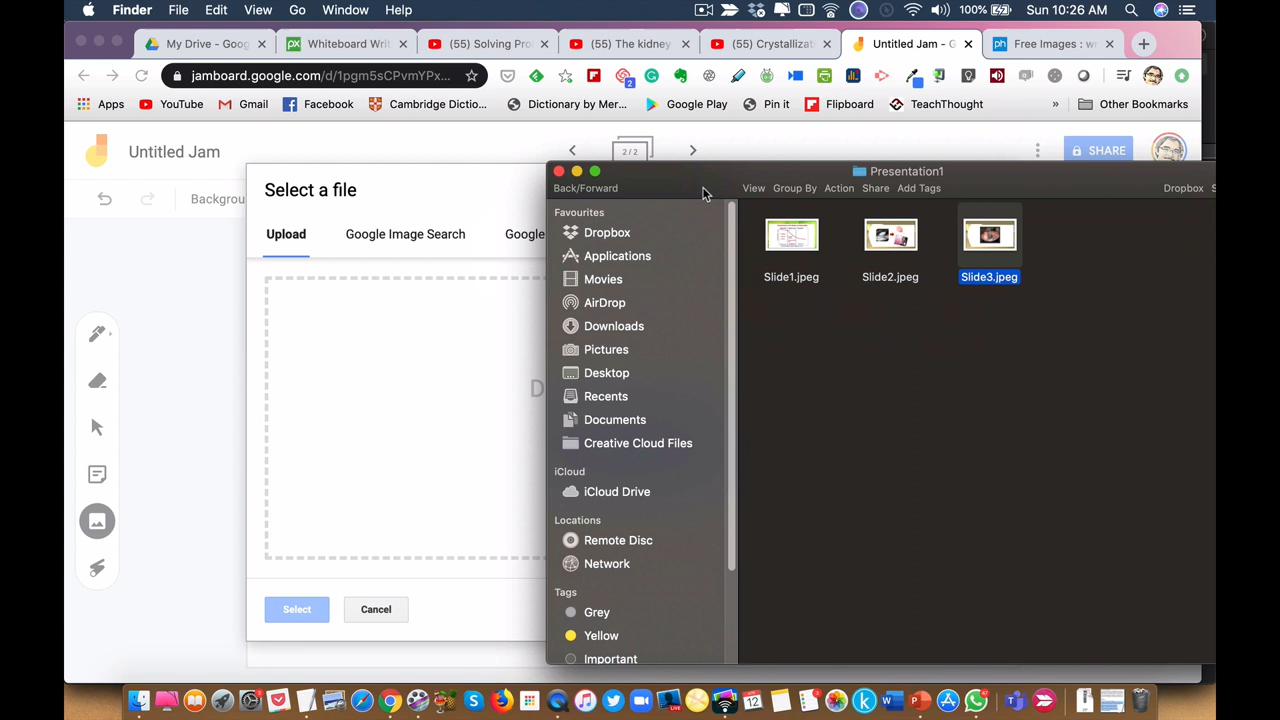 Finder File Edit View Go Window Help 100% Sun 10:26 AM
My Drive - Goog
Whiteboard Writ
(55) Solving Pro
(55) The kidney
(55) Crystallizat
Untitled Jam - G
Free Images : w
jamboard.google.com/d/1pgm5sCPvmYPx...
2
Apps YouTube Gmail Facebook Cambridge Dictio... Dictionary by Mer... Google Play Pin it Flipboard TeachThought » Other Bookmarks
Untitled Jam
2/2
SHARE
Backgrou
Select a file
Upload Google Image Search Google
D
Select Cancel
Presentation1
Back/Forward View Group By Action Share Add Tags Dropbox S
Favourites
Dropbox
Applications
Movies
AirDrop
Downloads
Pictures
Desktop
Recents
Documents
Creative Cloud Files
iCloud
iCloud Drive
Locations
Remote Disc
Network
Tags
Grey
Yellow
Important
Slide1.jpeg Slide2.jpeg Slide3.jpeg